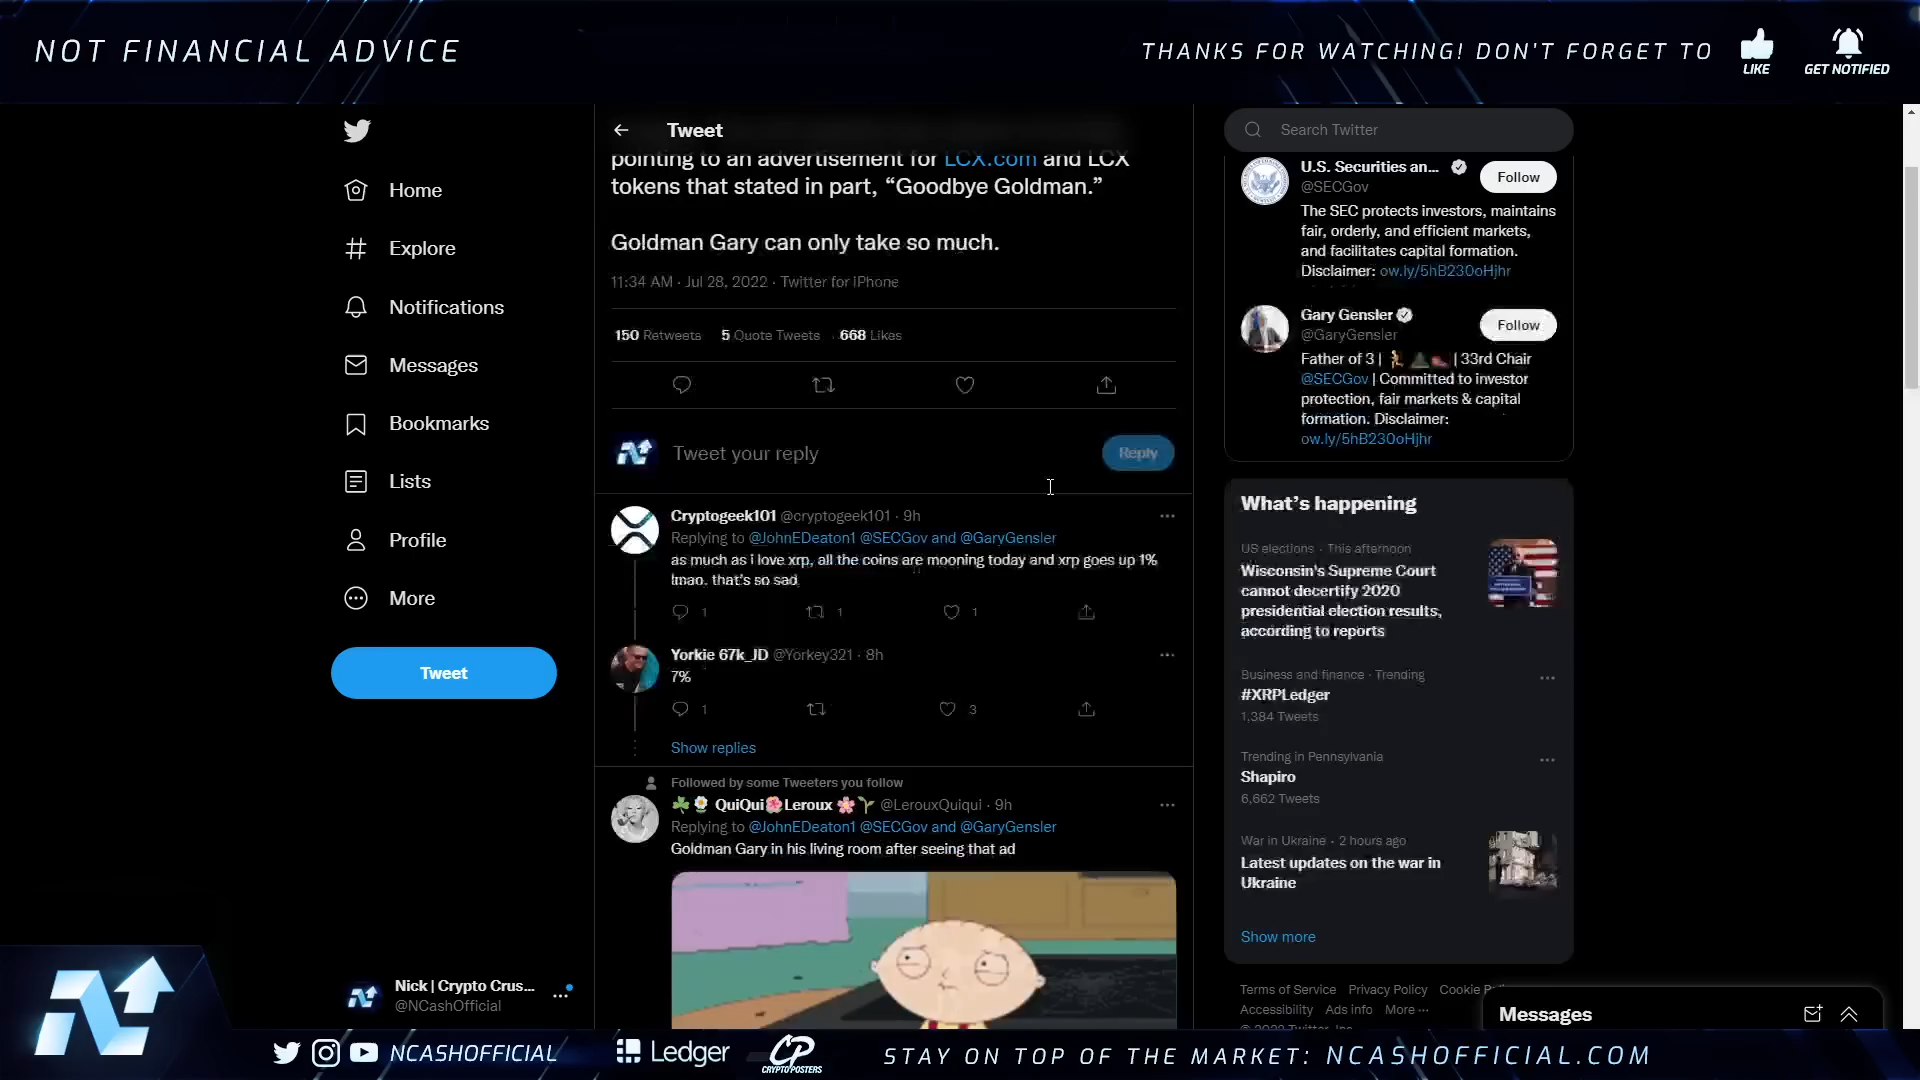 NOT FINANCIAL ADVICE
THANKS FOR WATCHING! DON'T FORGET TO
LIKE
GET NOTIFIED
Home
Explore
Notifications
Messages
Bookmarks
Lists
Profile
More
Tweet
Nick | Crypto Crus...
@NCashOfficial
Tweet
pointing to an advertisement for LCX.com and LCX
tokens that stated in part, “Goodbye Goldman.”
Goldman Gary can only take so much.
11:34 AM · Jul 28, 2022 · Twitter for iPhone
150 Retweets 5 Quote Tweets 668 Likes
Tweet your reply
Reply
Cryptogeek101 @cryptogeek101 · 9h
Replying to @JohnEDeaton1 @SECGov and @GaryGensler
as much as i love xrp, all the coins are mooning today and xrp goes up 1%
lmao. that's so sad
1 1 1
Yorkie 67k_JD @Yorkey321 · 8h
7%
1 3
Show replies
Followed by some Tweeters you follow
QuiQui Leroux @LerouxQuiqui · 9h
Replying to @JohnEDeaton1 @SECGov and @GaryGensler
Goldman Gary in his living room after seeing that ad
Search Twitter
U.S. Securities an...
Follow
@SECGov
The SEC protects investors, maintains
fair, orderly, and efficient markets,
and facilitates capital formation.
Disclaimer: ow.ly/5hB230oHjhr
Gary Gensler
Follow
@GaryGensler
Father of 3 | | 33rd Chair
@SECGov | Committed to investor
protection, fair markets & capital
formation. Disclaimer:
ow.ly/5hB230oHjhr
What's happening
US elections · This afternoon
Wisconsin's Supreme Court
cannot decertify 2020
presidential election results,
according to reports
Business and finance · Trending
#XRPLedger
1,384 Tweets
Trending in Pennsylvania
Shapiro
6,662 Tweets
War in Ukraine · 2 hours ago
Latest updates on the war in
Ukraine
Show more
Terms of Service Privacy Policy Cookie
Accessibility Ads info More ...
Messages
NCASHOFFICIAL
Ledger
CP
CRYPTO POSTERS
STAY ON TOP OF THE MARKET: NCASHOFFICIAL.COM